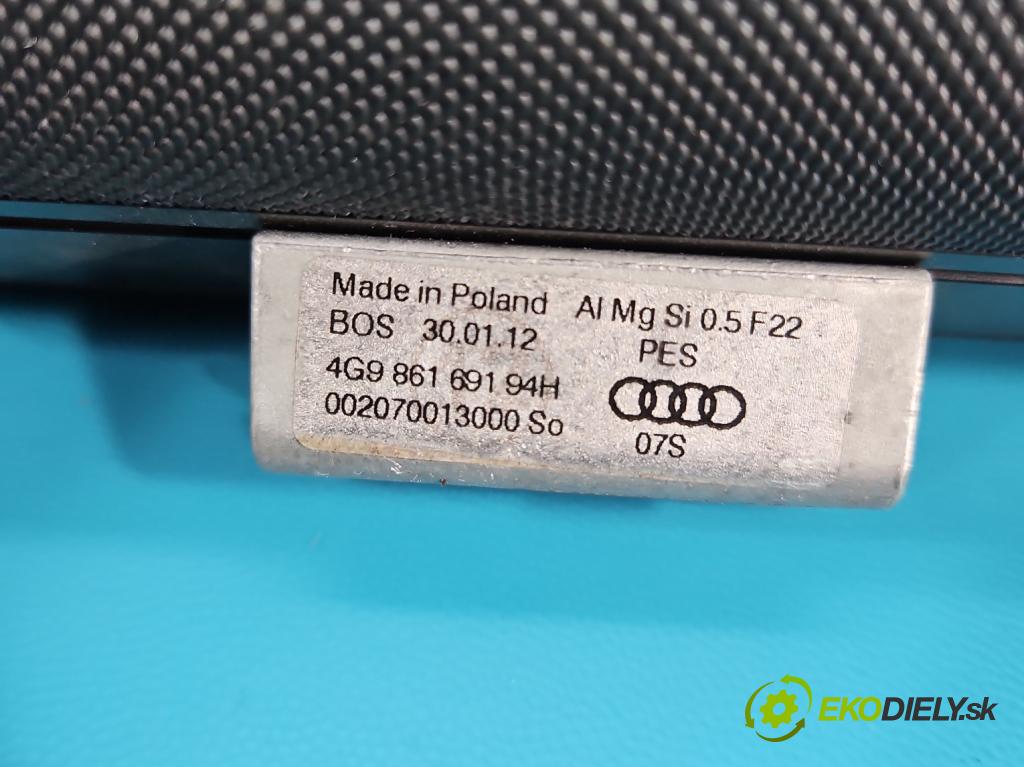 Made in Poland Al Mg Si 0.5 F22
BOS 30.01.12 PES
4G9 861 691 94H
002070013000 So
07S
EKODIELY.sk